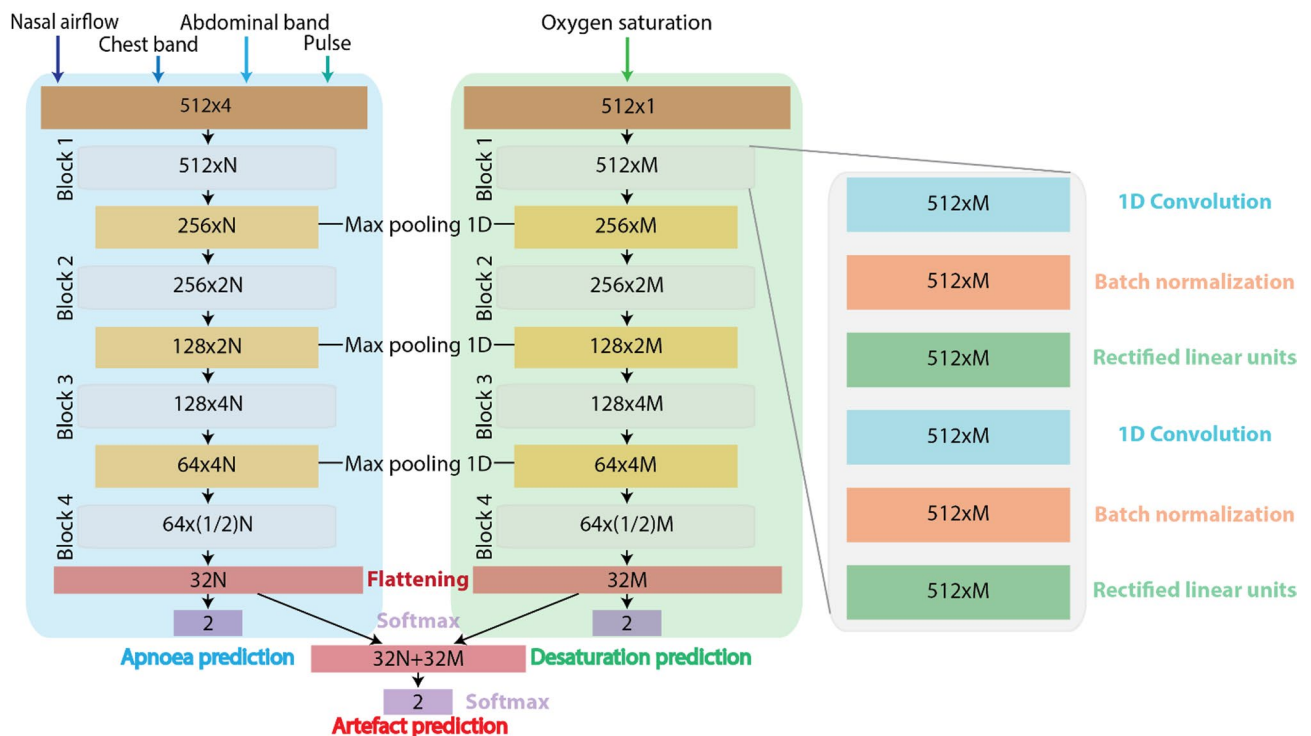 Nasal airflow
Chest band
Abdominal band
Pulse
Oxygen saturation
512x4
512x1
Block 1
512xN
Block 1
512xM
256xN
Max pooling 1D
256xM
Block 2
256x2N
Block 2
256x2M
128x2N
Max pooling 1D
128x2M
Block 3
128x4N
Block 3
128x4M
64x4N
Max pooling 1D
64x4M
Block 4
64x(1/2)N
Block 4
64x(1/2)M
32N
Flattening
32M
2
Softmax
2
Apnoea prediction
32N+32M
Desaturation prediction
2
Softmax
Artefact prediction
512xM
1D Convolution
512xM
Batch normalization
512xM
Rectified linear units
512xM
1D Convolution
512xM
Batch normalization
512xM
Rectified linear units